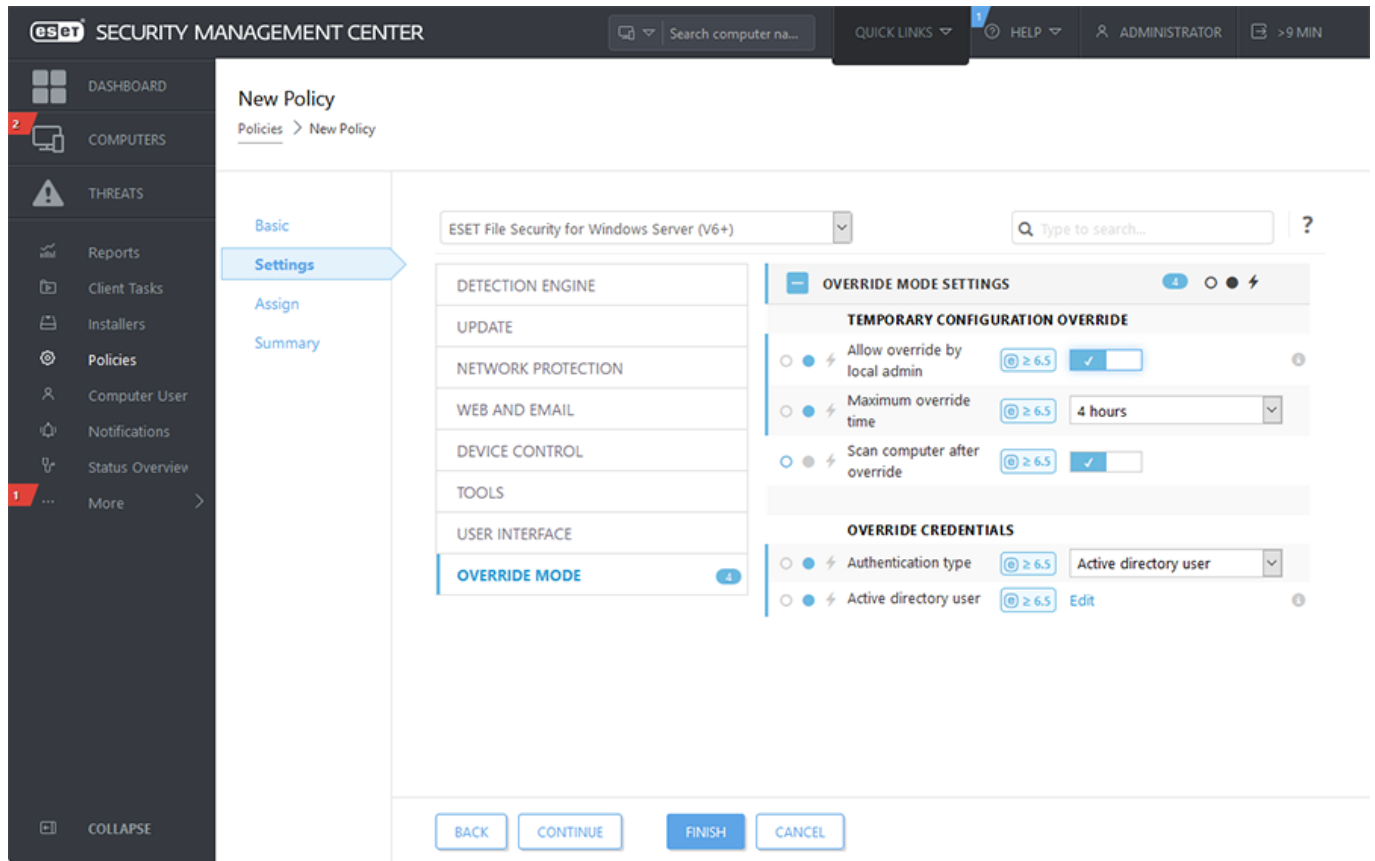 eset SECURITY MANAGEMENT CENTER
Search computer na...
QUICK LINKS
1
HELP
ADMINISTRATOR
>9 MIN
DASHBOARD
2
COMPUTERS
THREATS
Reports
Client Tasks
Installers
Policies
Computer User
Notifications
Status Overview
1
... More
COLLAPSE
New Policy
Policies > New Policy
Basic
Settings
Assign
Summary
ESET File Security for Windows Server (V6+)
Type to search...
?
DETECTION ENGINE
UPDATE
NETWORK PROTECTION
WEB AND EMAIL
DEVICE CONTROL
TOOLS
USER INTERFACE
OVERRIDE MODE 4
OVERRIDE MODE SETTINGS 4
TEMPORARY CONFIGURATION OVERRIDE
Allow override by
local admin
e ≥ 6.5
Maximum override
time
e ≥ 6.5
4 hours
Scan computer after
override
e ≥ 6.5
OVERRIDE CREDENTIALS
Authentication type e ≥ 6.5 Active directory user
Active directory user e ≥ 6.5 Edit
BACK
CONTINUE
FINISH
CANCEL